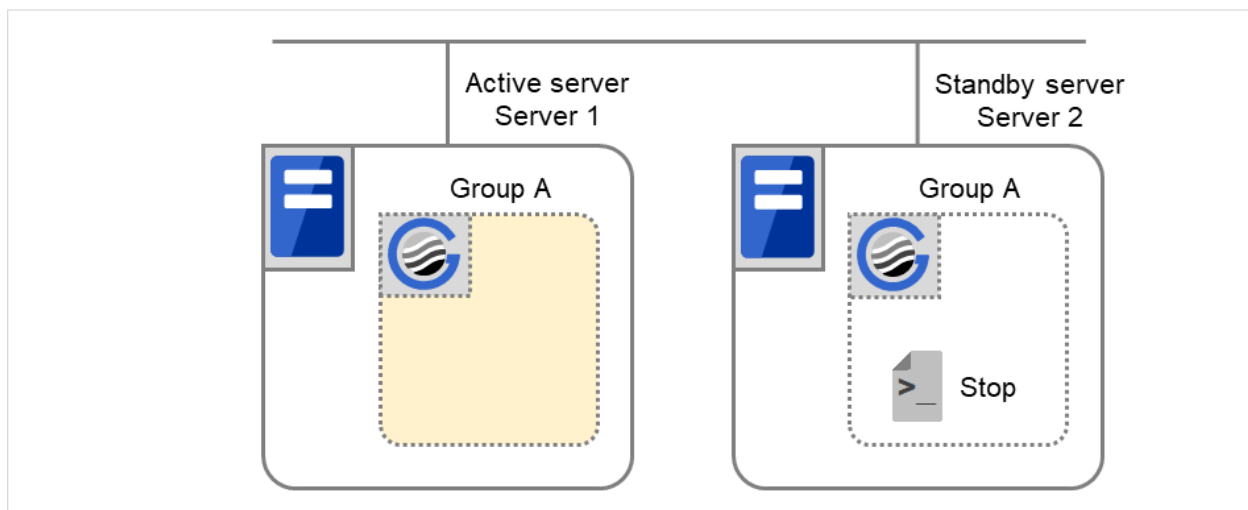 Active server
Server 1
Standby server
Server 2
Group A
Group A
>_
Stop